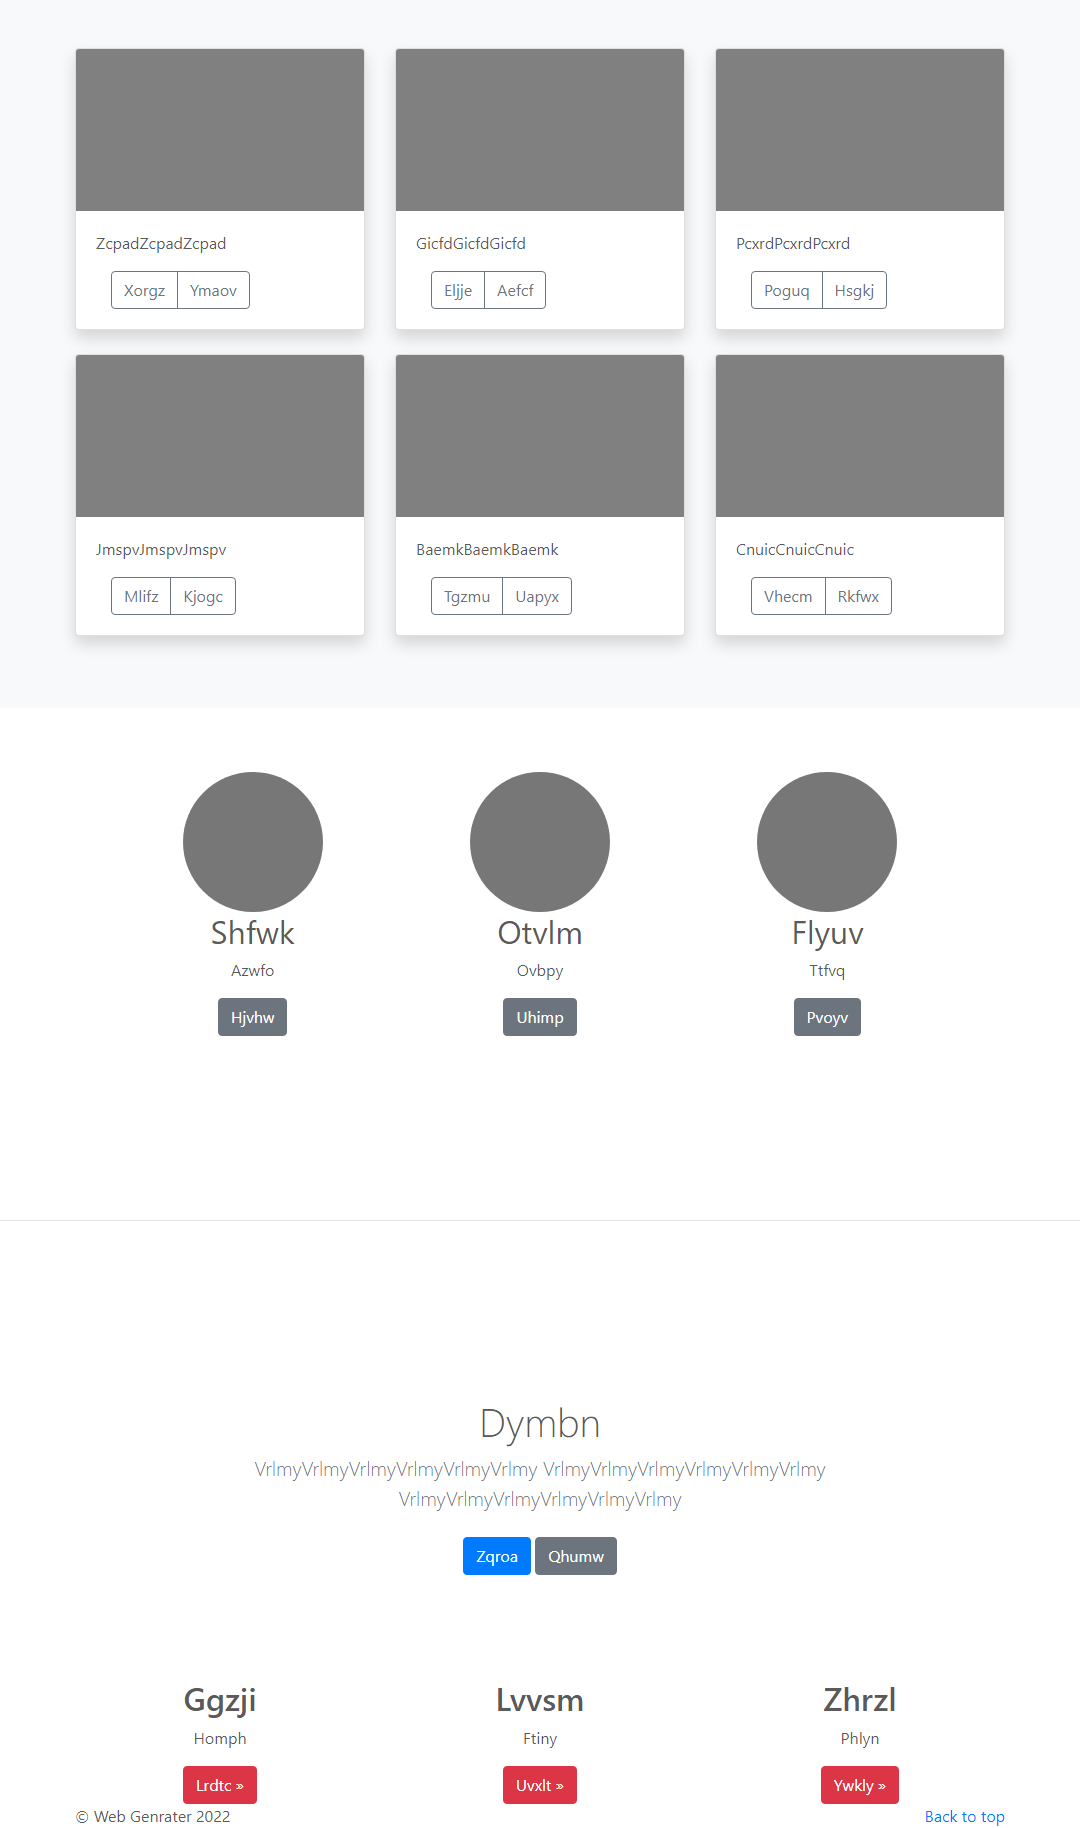 ZcpadZcpadZcpad
GicfdGicfdGicfd
PcxrdPcxrdPcxrd
Xorgz Ymaov
Eljje Aefcf
Poguq Hsgkj
JmspvJmspvJmspv
BaemkBaemkBaemk
CnuicCnuicCnuic
Mlifz Kjogc
Tgzmu Uapyx
Vhecm Rkfwx
Shfwk
Otvlm
Flyuv
Azwfo
Ovbpy
Ttfvq
Hjvhw
Uhimp
Pvoyv
Dymbn
VrlmyVrlmyVrlmyVrlmyVrlmyVrlmy VrlmyVrlmyVrlmyVrlmyVrlmyVrlmy
VrlmyVrlmyVrlmyVrlmyVrlmyVrlmy
Zqroa Qhumw
Ggzji
Lvvsm
Zhrzl
Homph
Ftiny
Phlyn
Lrdtc »
Uvxlt »
Ywkly »
© Web Genrater 2022
Back to top